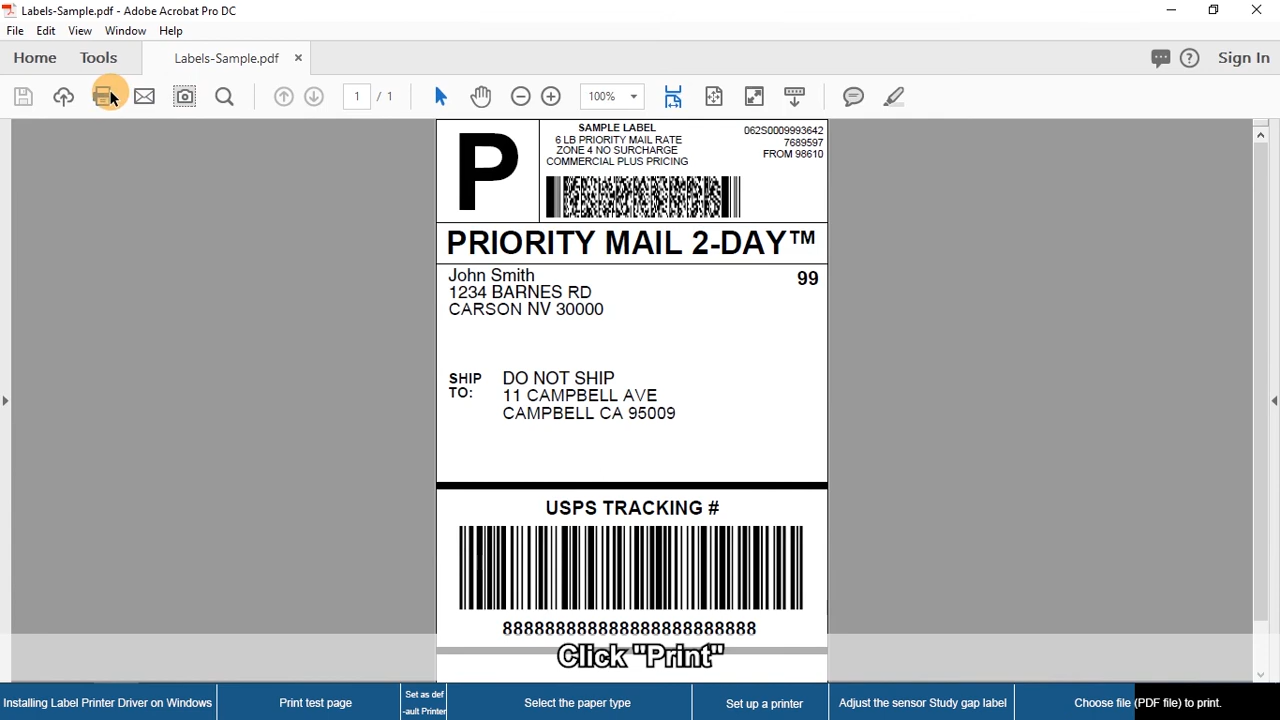 Labels-Sample.pdf - Adobe Acrobat Pro DC
File Edit View Window Help
Home Tools Labels-Sample.pdf × Sign In
1 / 1 100%
P
SAMPLE LABEL
6 LB PRIORITY MAIL RATE
ZONE 4 NO SURCHARGE
COMMERCIAL PLUS PRICING
062S0009993642
7689597
FROM 98610
PRIORITY MAIL 2-DAY™
John Smith
1234 BARNES RD
CARSON NV 30000
99
SHIP TO:
DO NOT SHIP
11 CAMPBELL AVE
CAMPBELL CA 95009
USPS TRACKING #
Click "Print"
Installing Label Printer Driver on Windows
Print test page
Set as def
-ault Printer
Select the paper type
Set up a printer
Adjust the sensor Study gap label
Choose file (PDF file) to print.